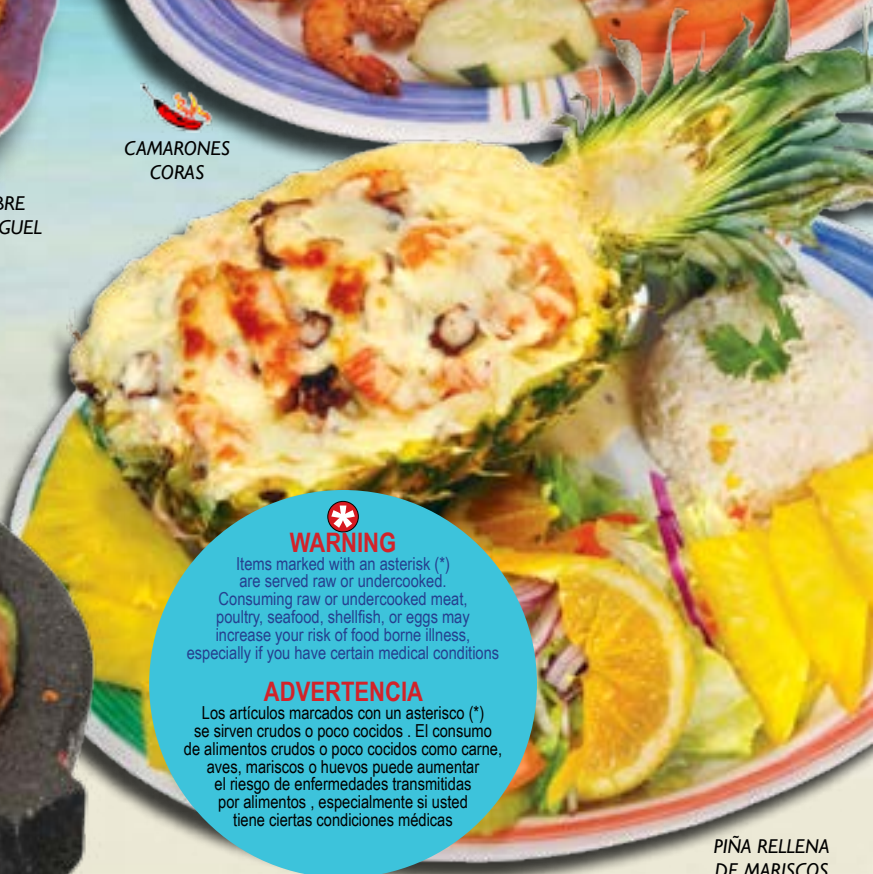 CAMARONES
CORAS
BRE
GUEL
WARNING
Items marked with an asterisk (*)
are served raw or undercooked.
Consuming raw or undercooked meat,
poultry, seafood, shellfish, or eggs may
increase your risk of food borne illness,
especially if you have certain medical conditions
ADVERTENCIA
Los artículos marcados con un asterisco (*)
se sirven crudos o poco cocidos . El consumo
de alimentos crudos o poco cocidos como carne,
aves, mariscos o huevos puede aumentar
el riesgo de enfermedades transmitidas
por alimentos , especialmente si usted
tiene ciertas condiciones médicas
PIÑA RELLENA
DE MARISCOS